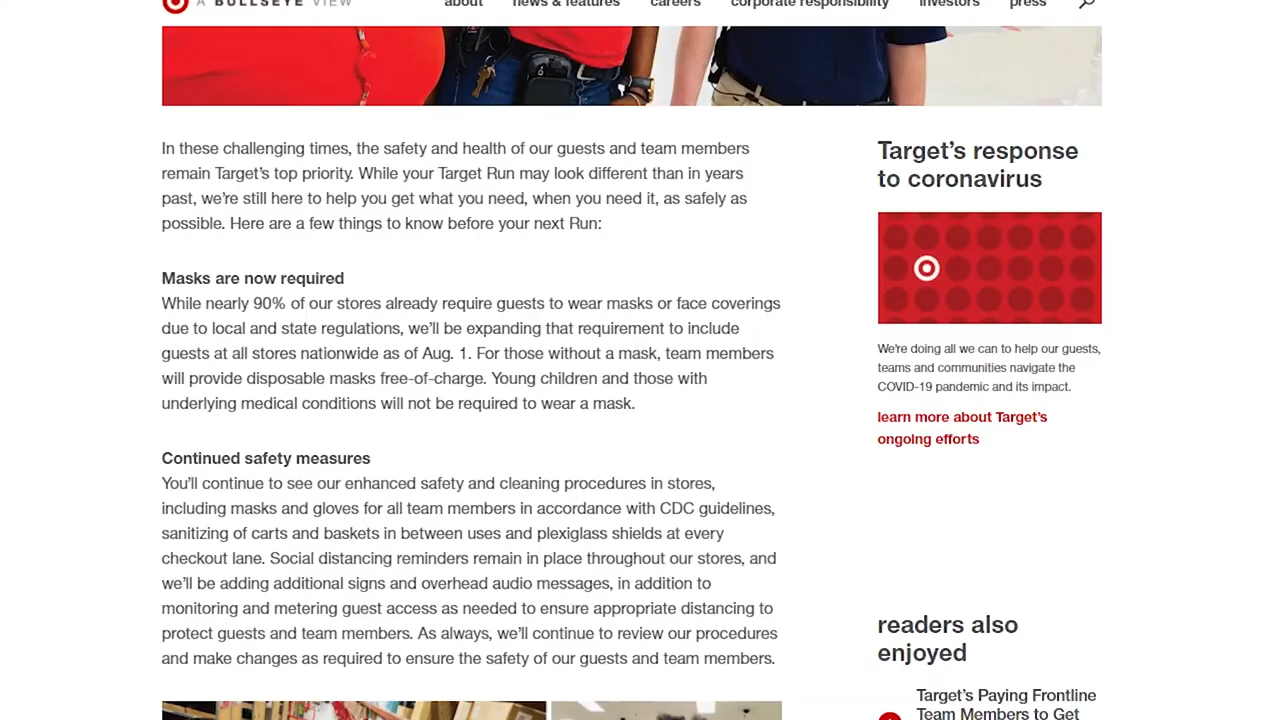 A BULLSEYE VIEW
about news & features careers corporate responsibility investors press
In these challenging times, the safety and health of our guests and team members
remain Target's top priority. While your Target Run may look different than in years
past, we're still here to help you get what you need, when you need it, as safely as
possible. Here are a few things to know before your next Run:
Masks are now required
While nearly 90% of our stores already require guests to wear masks or face coverings
due to local and state regulations, we'll be expanding that requirement to include
guests at all stores nationwide as of Aug. 1. For those without a mask, team members
will provide disposable masks free-of-charge. Young children and those with
underlying medical conditions will not be required to wear a mask.
Continued safety measures
You'll continue to see our enhanced safety and cleaning procedures in stores,
including masks and gloves for all team members in accordance with CDC guidelines,
sanitizing of carts and baskets in between uses and plexiglass shields at every
checkout lane. Social distancing reminders remain in place throughout our stores, and
we'll be adding additional signs and overhead audio messages, in addition to
monitoring and metering guest access as needed to ensure appropriate distancing to
protect guests and team members. As always, we'll continue to review our procedures
and make changes as required to ensure the safety of our guests and team members.
Target's response
to coronavirus
We're doing all we can to help our guests,
teams and communities navigate the
COVID-19 pandemic and its impact.
learn more about Target's
ongoing efforts
readers also
enjoyed
Target's Paying Frontline
Team Members to Get